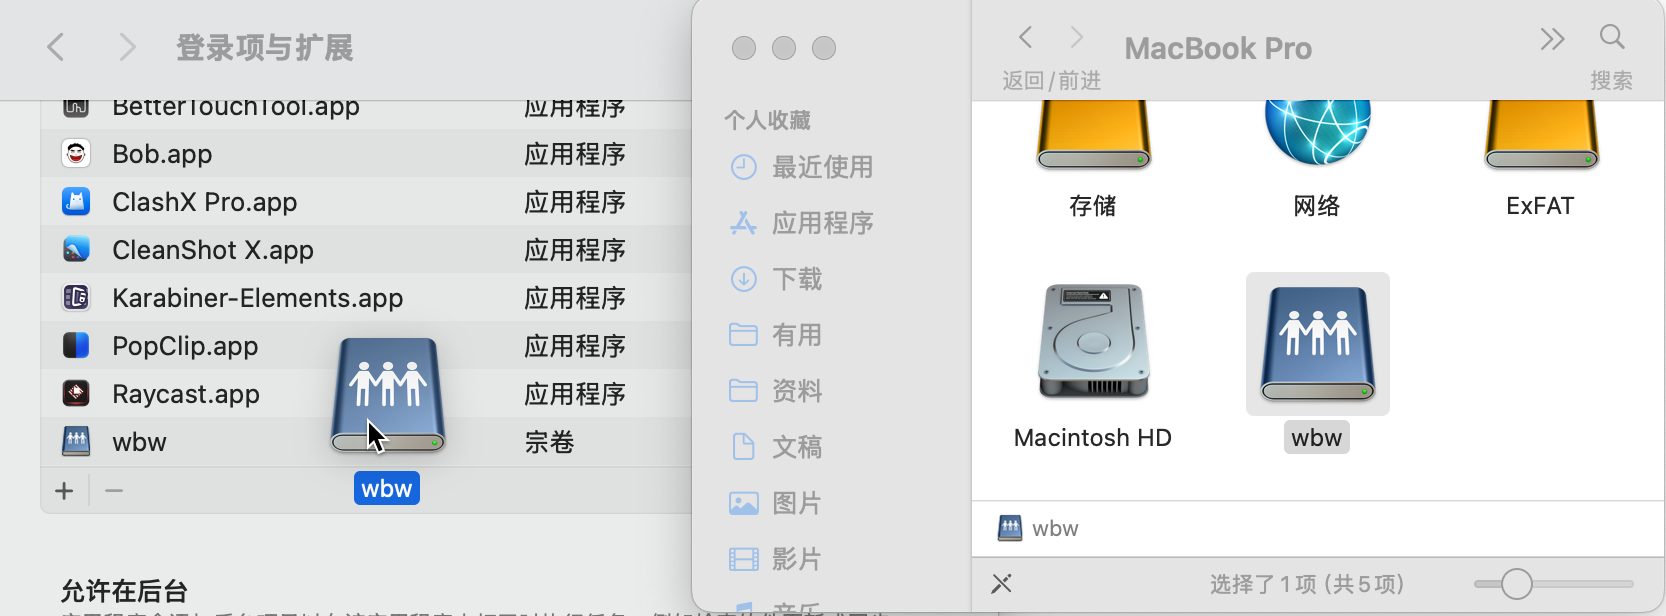 登录项与扩展
BetterTouchTool.app 应用程序
Bob.app 应用程序
ClashX Pro.app 应用程序
CleanShot X.app 应用程序
Karabiner-Elements.app 应用程序
PopClip.app 应用程序
Raycast.app 应用程序
wbw 宗卷
wbw
允许在后台
个人收藏
最近使用
应用程序
下载
有用
资料
文稿
图片
影片
音乐
MacBook Pro
返回/前进
搜索
存储 网络 ExFAT
Macintosh HD wbw
wbw
选择了1项 (共5项)